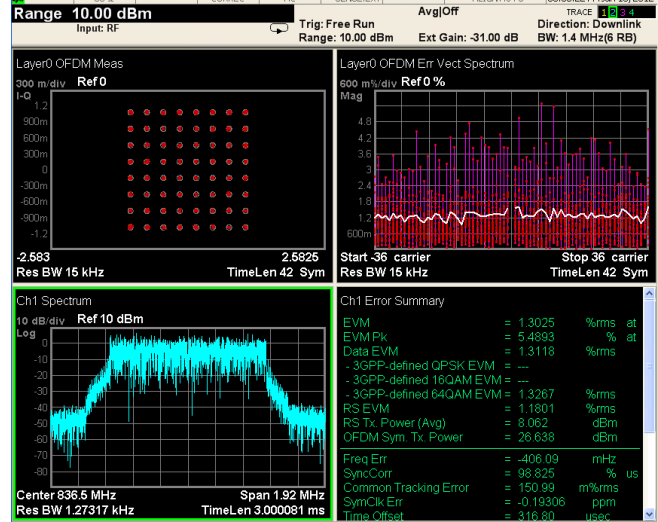 Range 10.00 dBm
Input: RF
Trig: Free Run
Range: 10.00 dBm
Avg|Off
Ext Gain: -31.00 dB
TRACE 1 2 3 4
Direction: Downlink
BW: 1.4 MHz(6 RB)
Layer0 OFDM Meas
300 m/div Ref 0
I-Q
1.2
900m
600m
300m
0
-300m
-600m
-900m
-1.2
-2.583 2.5825
Res BW 15 kHz TimeLen 42 Sym
Layer0 OFDM Err Vect Spectrum
600 m%/div Ref 0 %
Mag
4.8
4.2
3.6
3
2.4
1.8
1.2
600m
Start -36 carrier Stop 36 carrier
Res BW 15 kHz TimeLen 42 Sym
Ch1 Spectrum
10 dB/div Ref 10 dBm
Log
0
-10
-20
-30
-40
-50
-60
-70
-80
Center 836.5 MHz Span 1.92 MHz
Res BW 1.27317 kHz TimeLen 3.000081 ms
Ch1 Error Summary
EVM = 1.3025 %rms at
EVM Pk = 5.4893 % at
Data EVM = 1.3118 %rms
- 3GPP-defined QPSK EVM = ---
- 3GPP-defined 16QAM EVM = ---
- 3GPP-defined 64QAM EVM = 1.3267 %rms
RS EVM = 1.1801 %rms
RS Tx. Power (Avg) = 8.062 dBm
OFDM Sym. Tx. Power = 26.638 dBm
Freq Err = -406.09 mHz
SyncCorr = 98.825 % us
Common Tracking Error = 150.99 m%rms
SymClk Err = -0.19306 ppm
Time Offset = 316.80 usec